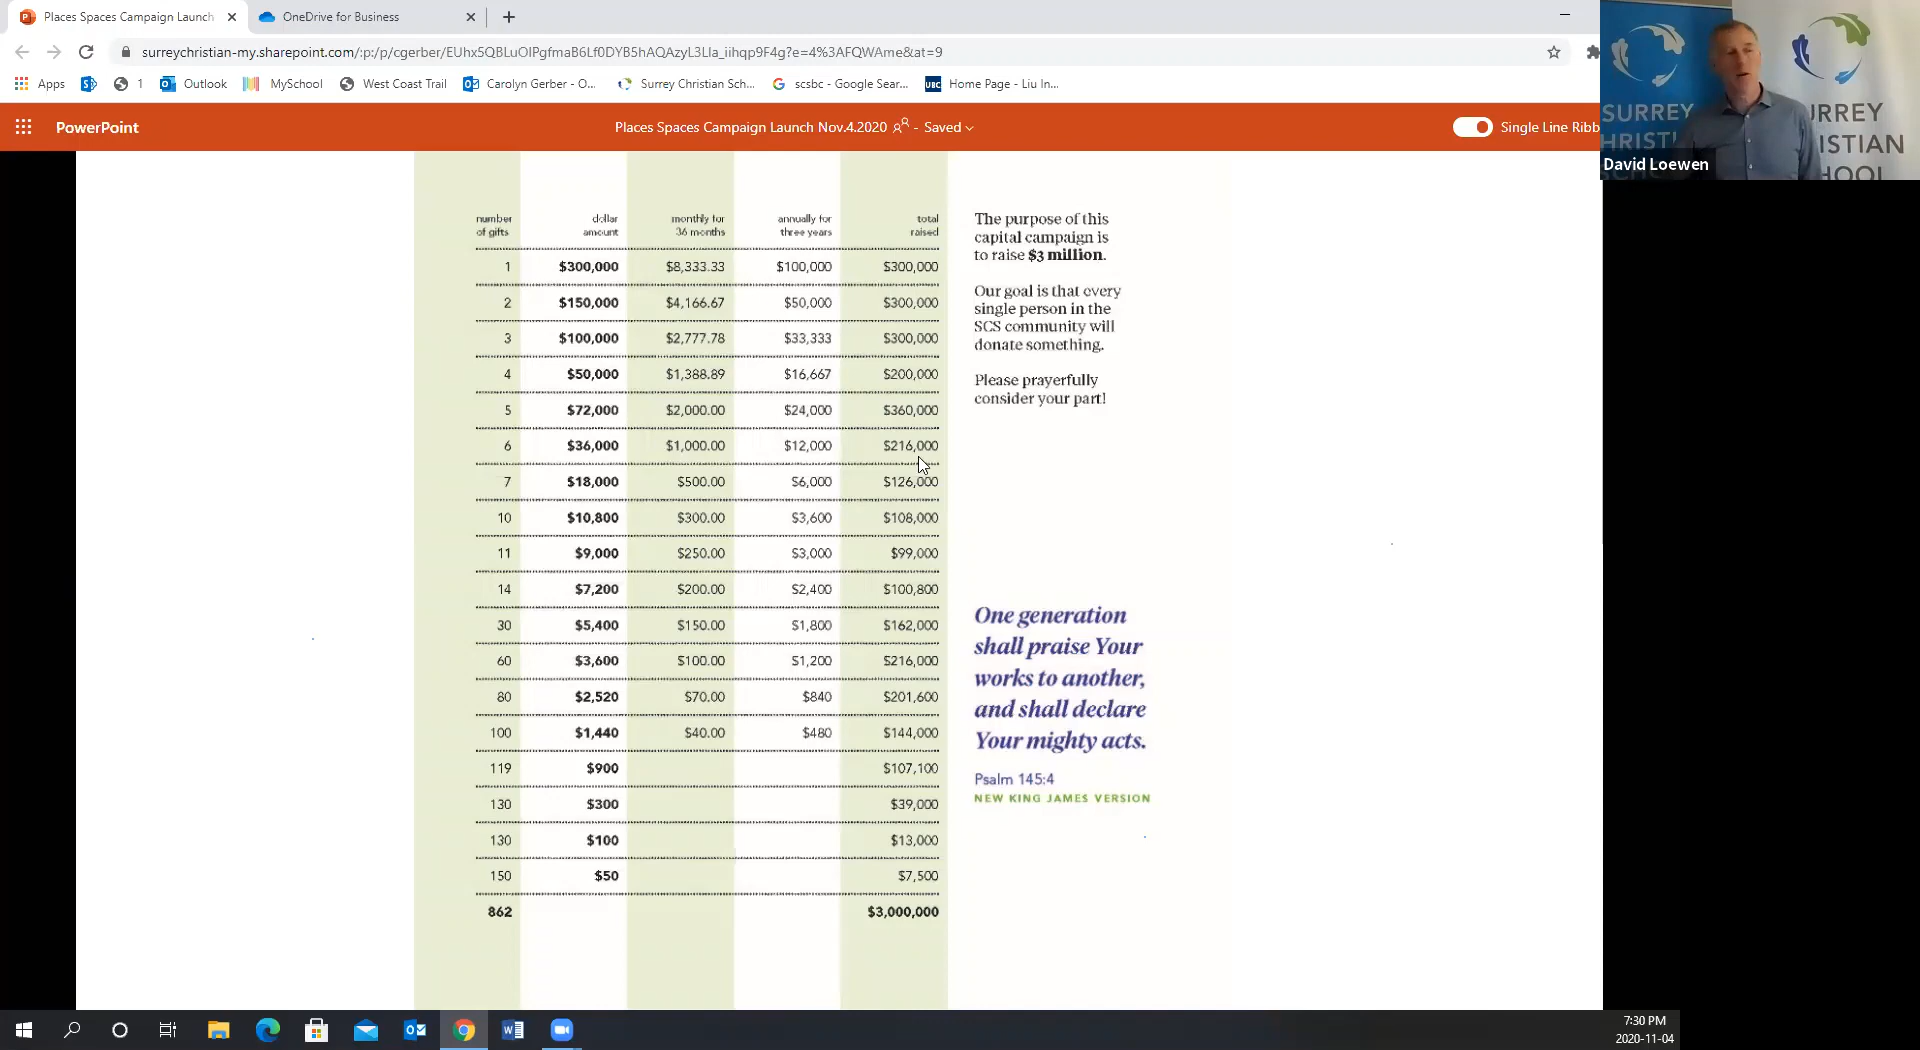 Places Spaces Campaign Launch
OneDrive for Business
surreychristian-my.sharepoint.com/:p:/p/cgerber/EUhx5QBLuOIPgfmaB6Lf0DYB5hAQAzyL3Lla_iihqp9F4g?e=4%3AFQWAme&at=9
Apps
1
Outlook
MySchool
West Coast Trail
Carolyn Gerber - O...
Surrey Christian Sch...
scsbc - Google Sear...
UBC
Home Page - Liu In...
PowerPoint
Places Spaces Campaign Launch Nov.4.2020 - Saved
Single Line Ribb
SURREY
URREY
ISTIAN
David Loewen
number of gifts dollar amount monthly for 36 months annually for three years total raised
1 $300,000 $8,333.33 $100,000 $300,000
2 $150,000 $4,166.67 $50,000 $300,000
3 $100,000 $2,777.78 $33,333 $300,000
4 $50,000 $1,388.89 $16,667 $200,000
5 $72,000 $2,000.00 $24,000 $360,000
6 $36,000 $1,000.00 $12,000 $216,000
7 $18,000 $500.00 $6,000 $126,000
10 $10,800 $300.00 $3,600 $108,000
11 $9,000 $250.00 $3,000 $99,000
14 $7,200 $200.00 $2,400 $100,800
30 $5,400 $150.00 $1,800 $162,000
60 $3,600 $100.00 $1,200 $216,000
80 $2,520 $70.00 $840 $201,600
100 $1,440 $40.00 $480 $144,000
119 $900 $107,100
130 $300 $39,000
130 $100 $13,000
150 $50 $7,500
862 $3,000,000
The purpose of this
capital campaign is
to raise $3 million.
Our goal is that every
single person in the
SCS community will
donate something.
Please prayerfully
consider your part!
One generation
shall praise Your
works to another,
and shall declare
Your mighty acts.
Psalm 145:4
NEW KING JAMES VERSION
7:30 PM
2020-11-04